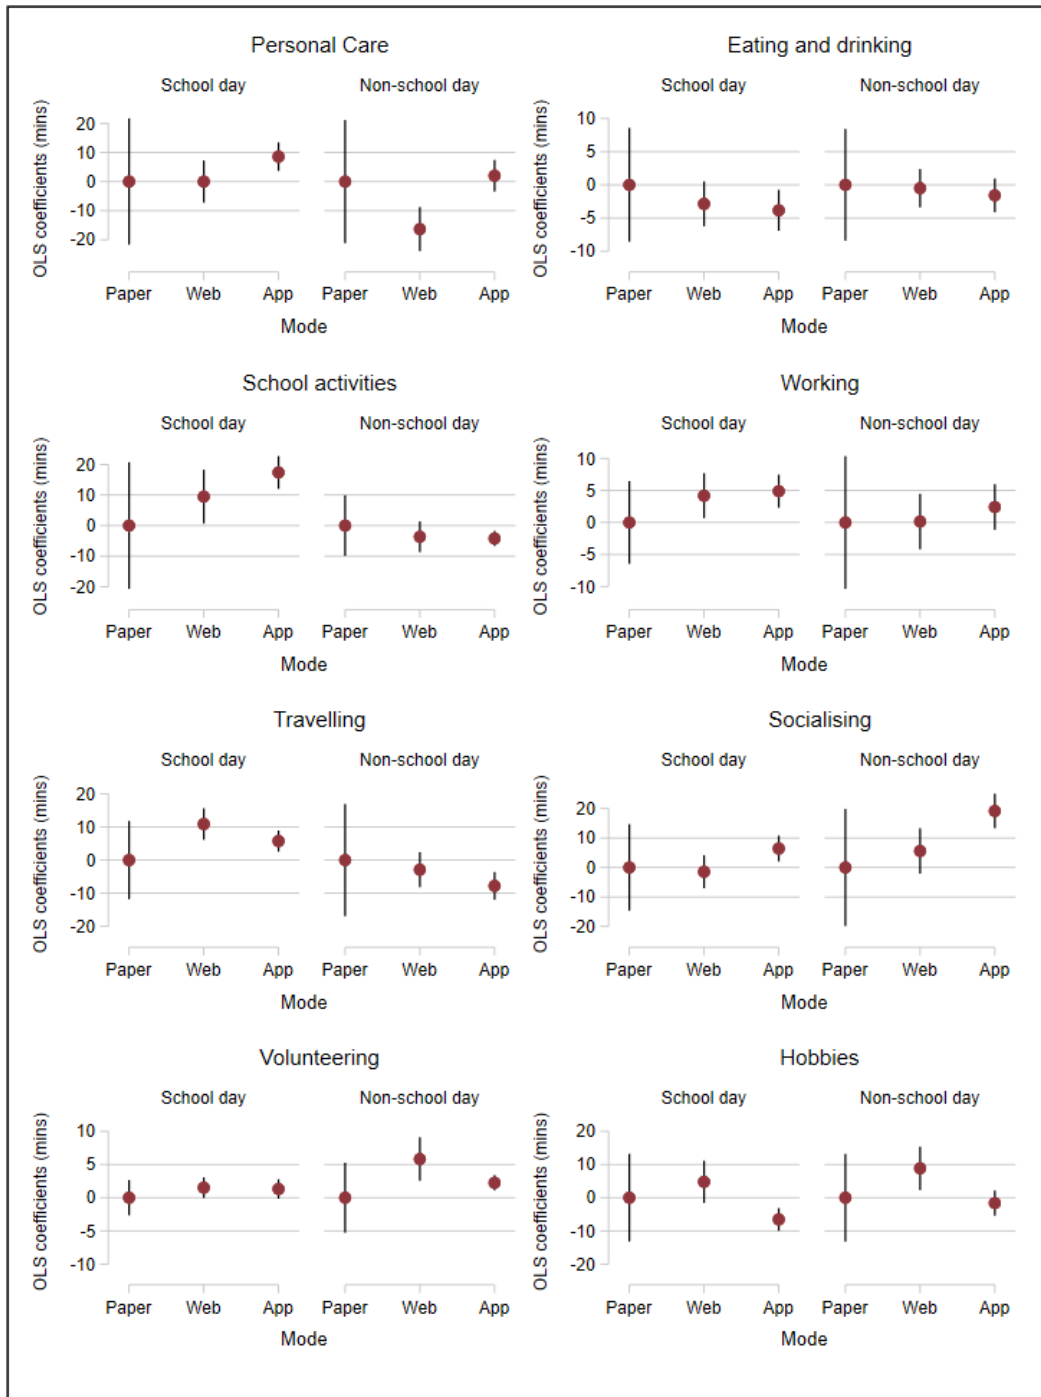 Personal Care
School day
Non-school day
OLS coefficients (mins)
20
10
0
-10
-20
Paper Web App Paper Web App
Mode
Eating and drinking
School day
Non-school day
OLS coefficients (mins)
10
5
0
-5
-10
Paper Web App Paper Web App
Mode
School activities
School day
Non-school day
OLS coefficients (mins)
20
10
0
-10
-20
Paper Web App Paper Web App
Mode
Working
School day
Non-school day
OLS coefficients (mins)
10
5
0
-5
-10
Paper Web App Paper Web App
Mode
Travelling
School day
Non-school day
OLS coefficients (mins)
20
10
0
-10
-20
Paper Web App Paper Web App
Mode
Socialising
School day
Non-school day
OLS coefficients (mins)
20
10
0
-10
-20
Paper Web App Paper Web App
Mode
Volunteering
School day
Non-school day
OLS coefficients (mins)
10
5
0
-5
-10
Paper Web App Paper Web App
Mode
Hobbies
School day
Non-school day
OLS coefficients (mins)
20
10
0
-10
-20
Paper Web App Paper Web App
Mode